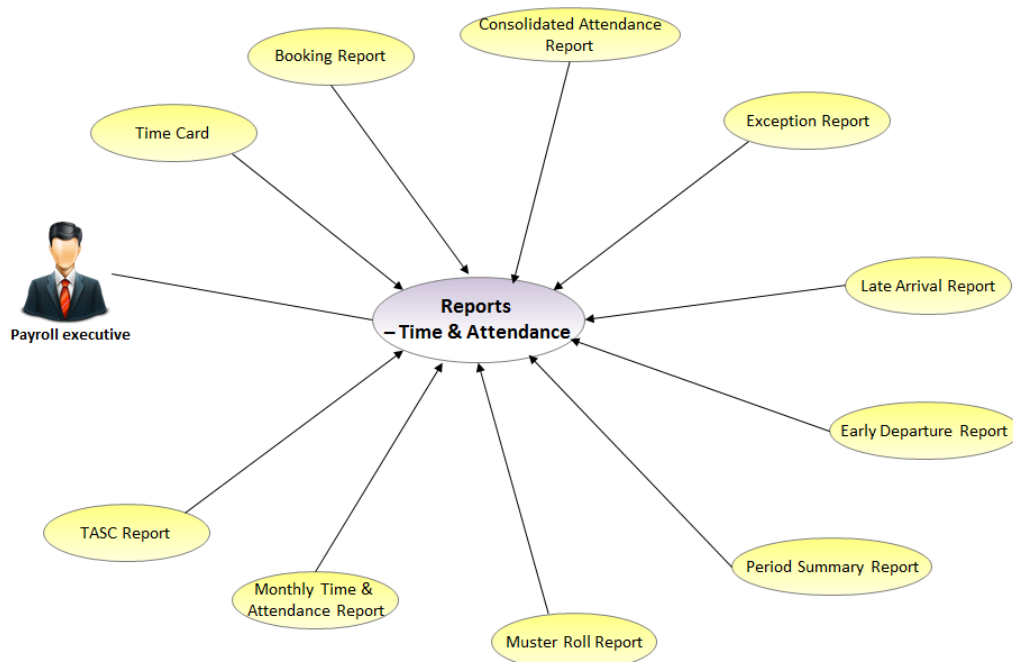 Consolidated Attendance
Report
Booking Report
Exception Report
Time Card
Late Arrival Report
Reports
– Time & Attendance
Payroll executive
Early Departure Report
TASC Report
Period Summary Report
Monthly Time &
Attendance Report
Muster Roll Report